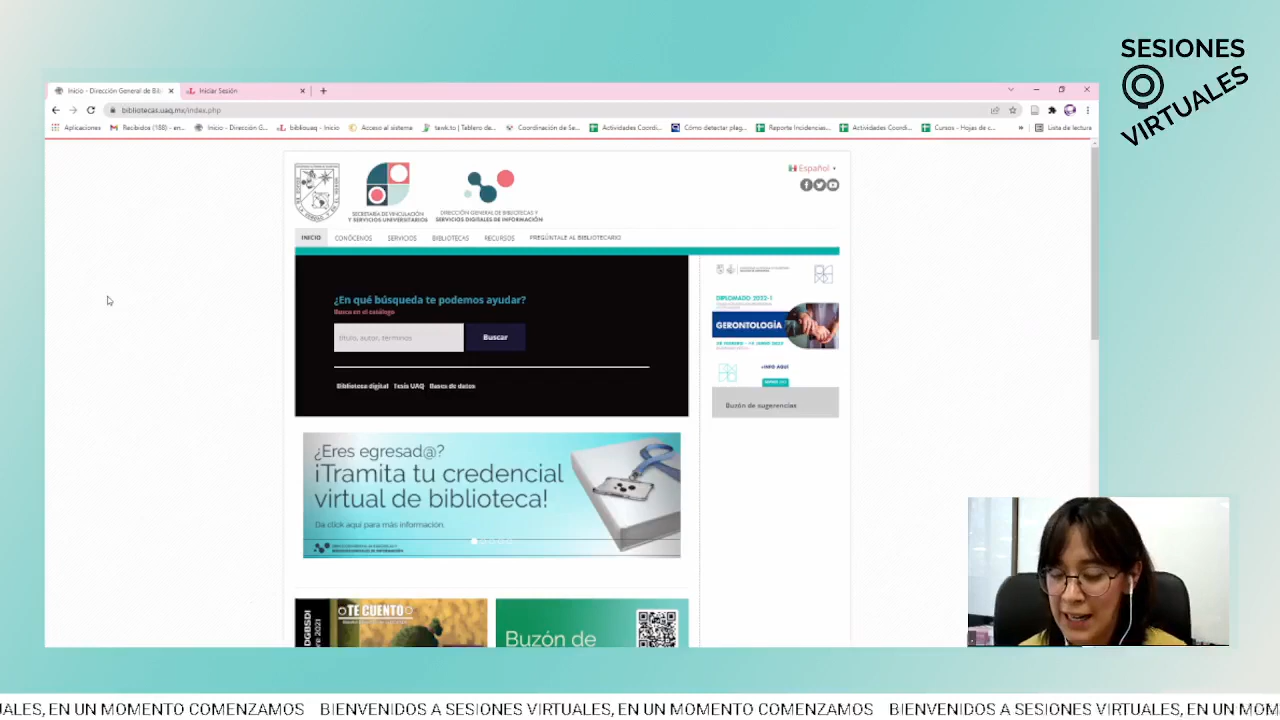 SESIONES
VIRTUALES
Inicio - Dirección General de Bib
Iniciar Sesión
bibliotecas.uaq.mx/index.php
Aplicaciones
Recibidos (188) - en...
Inicio - Dirección G...
bibliouaq - Inicio
Acceso al sistema
Coordinación de Se...
Actividades Coordi...
Cómo detectar plag...
Reporte Incidencias...
Actividades Coordi...
Cursos - Hojas de c...
»
Lista de lectura
Español
SECRETARÍA DE VINCULACIÓN
Y SERVICIOS UNIVERSITARIOS
DIRECCIÓN GENERAL DE BIBLIOTECAS Y
SERVICIOS DIGITALES DE INFORMACIÓN
INICIO CONÓCENOS SERVICIOS BIBLIOTECAS RECURSOS PREGÚNTALE AL BIBLIOTECARIO
¿En qué búsqueda te podemos ayudar?
Busca en el catálogo
título, autor, terminos
Buscar
Biblioteca digital Tesis UAQ Bases de datos
DIPLOMADO 2022-1
GERONTOLOGÍA
+INFO AQUÍ
Buzón de sugerencias
¿Eres egresad@?
¡Tramita tu credencial
virtual de biblioteca!
Da click aquí para más información.
TE CUENTO
Buzón de
UALES, EN UN MOMENTO COMENZAMOS BIENVENIDOS A SESIONES VIRTUALES, EN UN MOMENTO COMENZAMOS BIENVENIDOS A SESIONES VIRTUALES, EN UN MOM